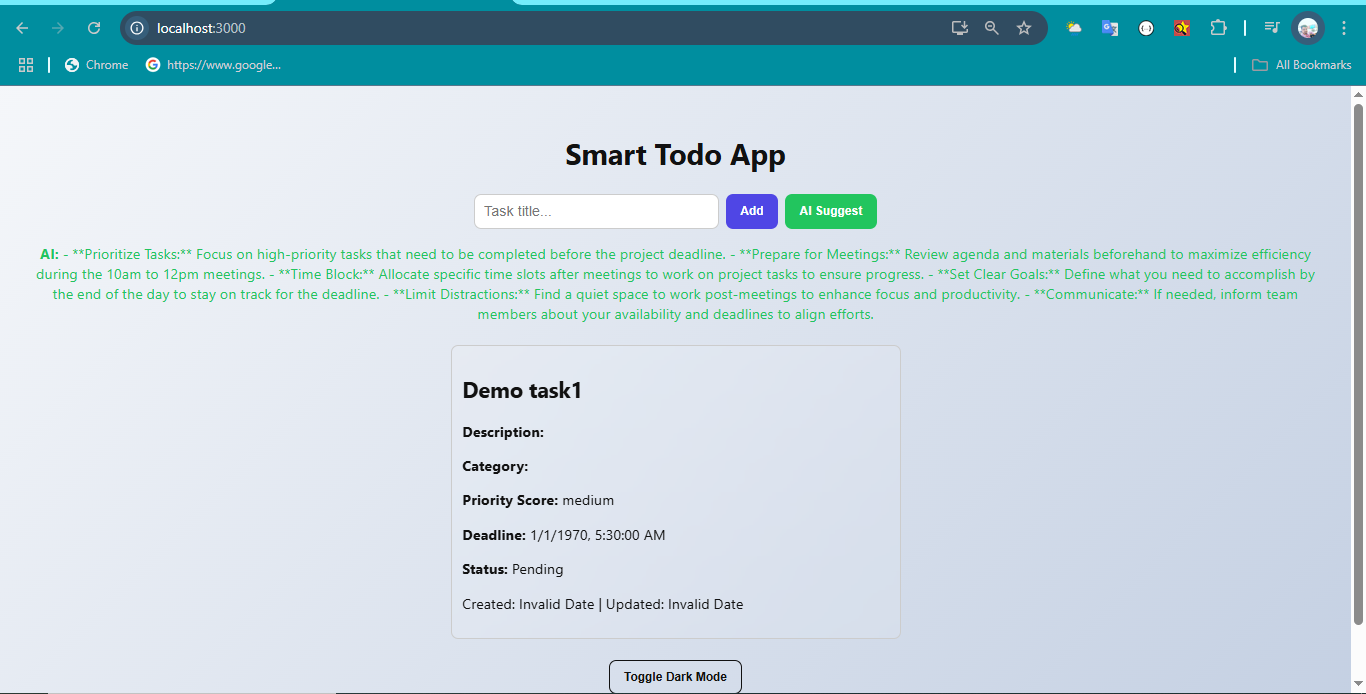 localhost:3000
Chrome
https://www.google...
All Bookmarks
Smart Todo App
Task title...
Add
AI Suggest
AI: - **Prioritize Tasks:** Focus on high-priority tasks that need to be completed before the project deadline. - **Prepare for Meetings:** Review agenda and materials beforehand to maximize efficiency
during the 10am to 12pm meetings. - **Time Block:** Allocate specific time slots after meetings to work on project tasks to ensure progress. - **Set Clear Goals:** Define what you need to accomplish by
the end of the day to stay on track for the deadline. - **Limit Distractions:** Find a quiet space to work post-meetings to enhance focus and productivity. - **Communicate:** If needed, inform team
members about your availability and deadlines to align efforts.
Demo task1
Description:
Category:
Priority Score: medium
Deadline: 1/1/1970, 5:30:00 AM
Status: Pending
Created: Invalid Date | Updated: Invalid Date
Toggle Dark Mode